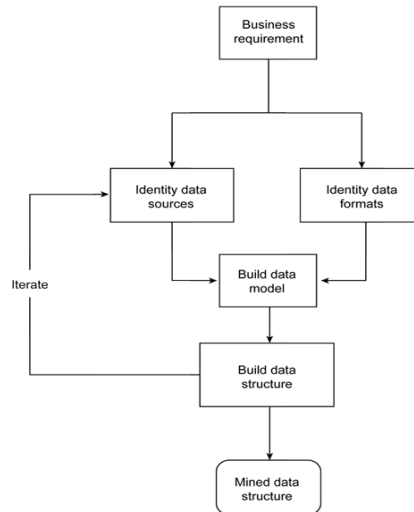 Business
requirement
Identity data
sources
Identity data
formats
Build data
model
Iterate
Build data
structure
Mined data
structure